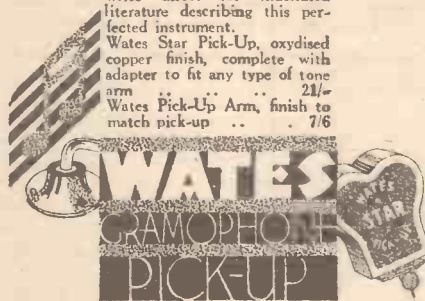 literature describing this per-
fected instrument.
Wates Star Pick-Up, oxydised
copper finish, complete with
adapter to fit any type of tone
arm .. .. .. .. 21/-
Wates Pick-Up Arm, finish to
match pick-up .. . 7/6
WATES
GRAMOPHONE
PICK-UP
WATES
STAR
PICK-UP